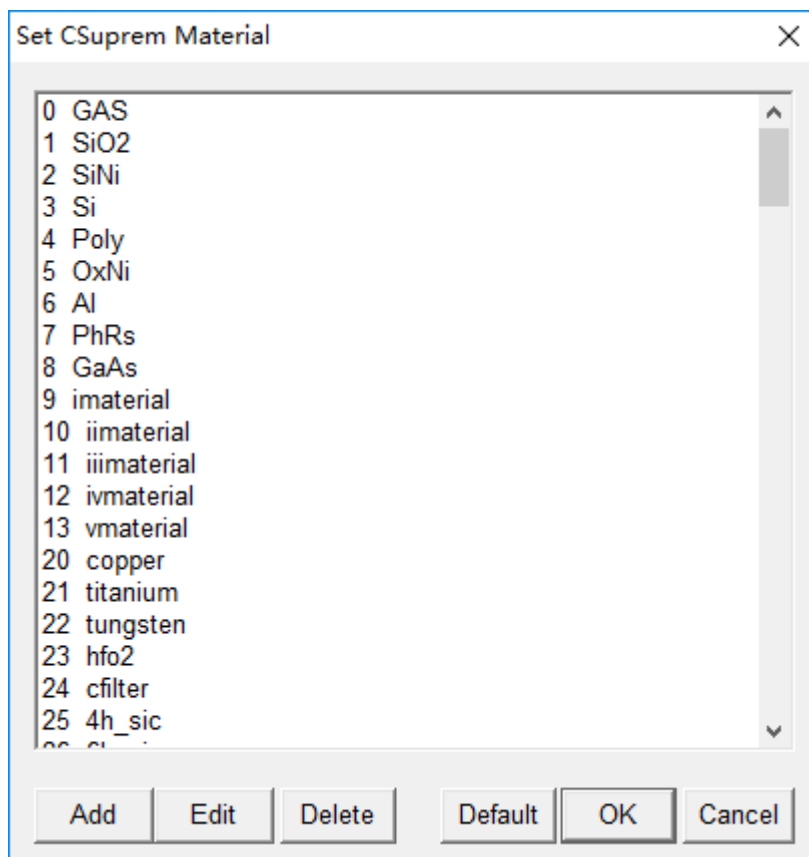 Set CSuprem Material
0 GAS
1 SiO2
2 SiNi
3 Si
4 Poly
5 OxNi
6 Al
7 PhRs
8 GaAs
9 imaterial
10 iimaterial
11 iiimaterial
12 ivmaterial
13 vmaterial
20 copper
21 titanium
22 tungsten
23 hfo2
24 cfilter
25 4h_sic
Add Edit Delete Default OK Cancel